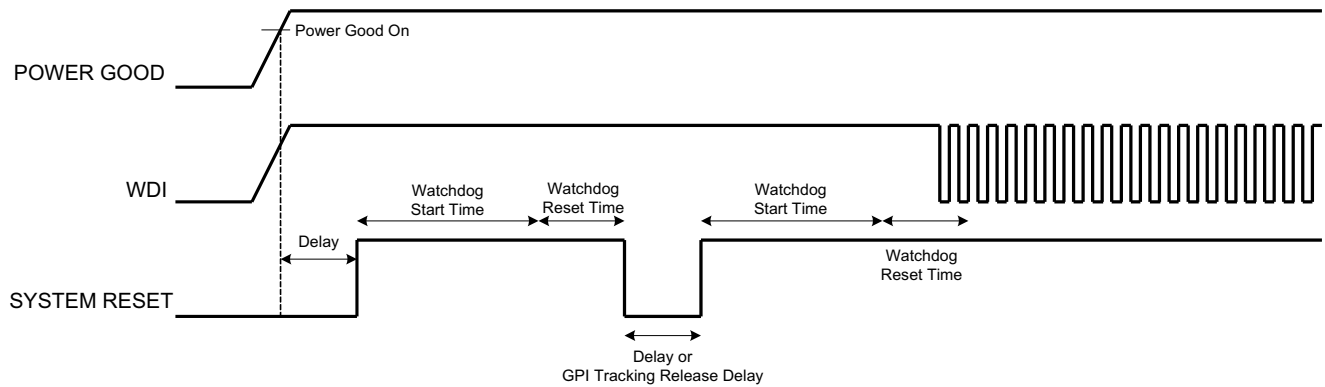 Power Good On
POWER GOOD
WDI
Watchdog
Start Time
Watchdog
Reset Time
Watchdog
Start Time
Delay
Watchdog
Reset Time
SYSTEM RESET
Delay or
GPI Tracking Release Delay